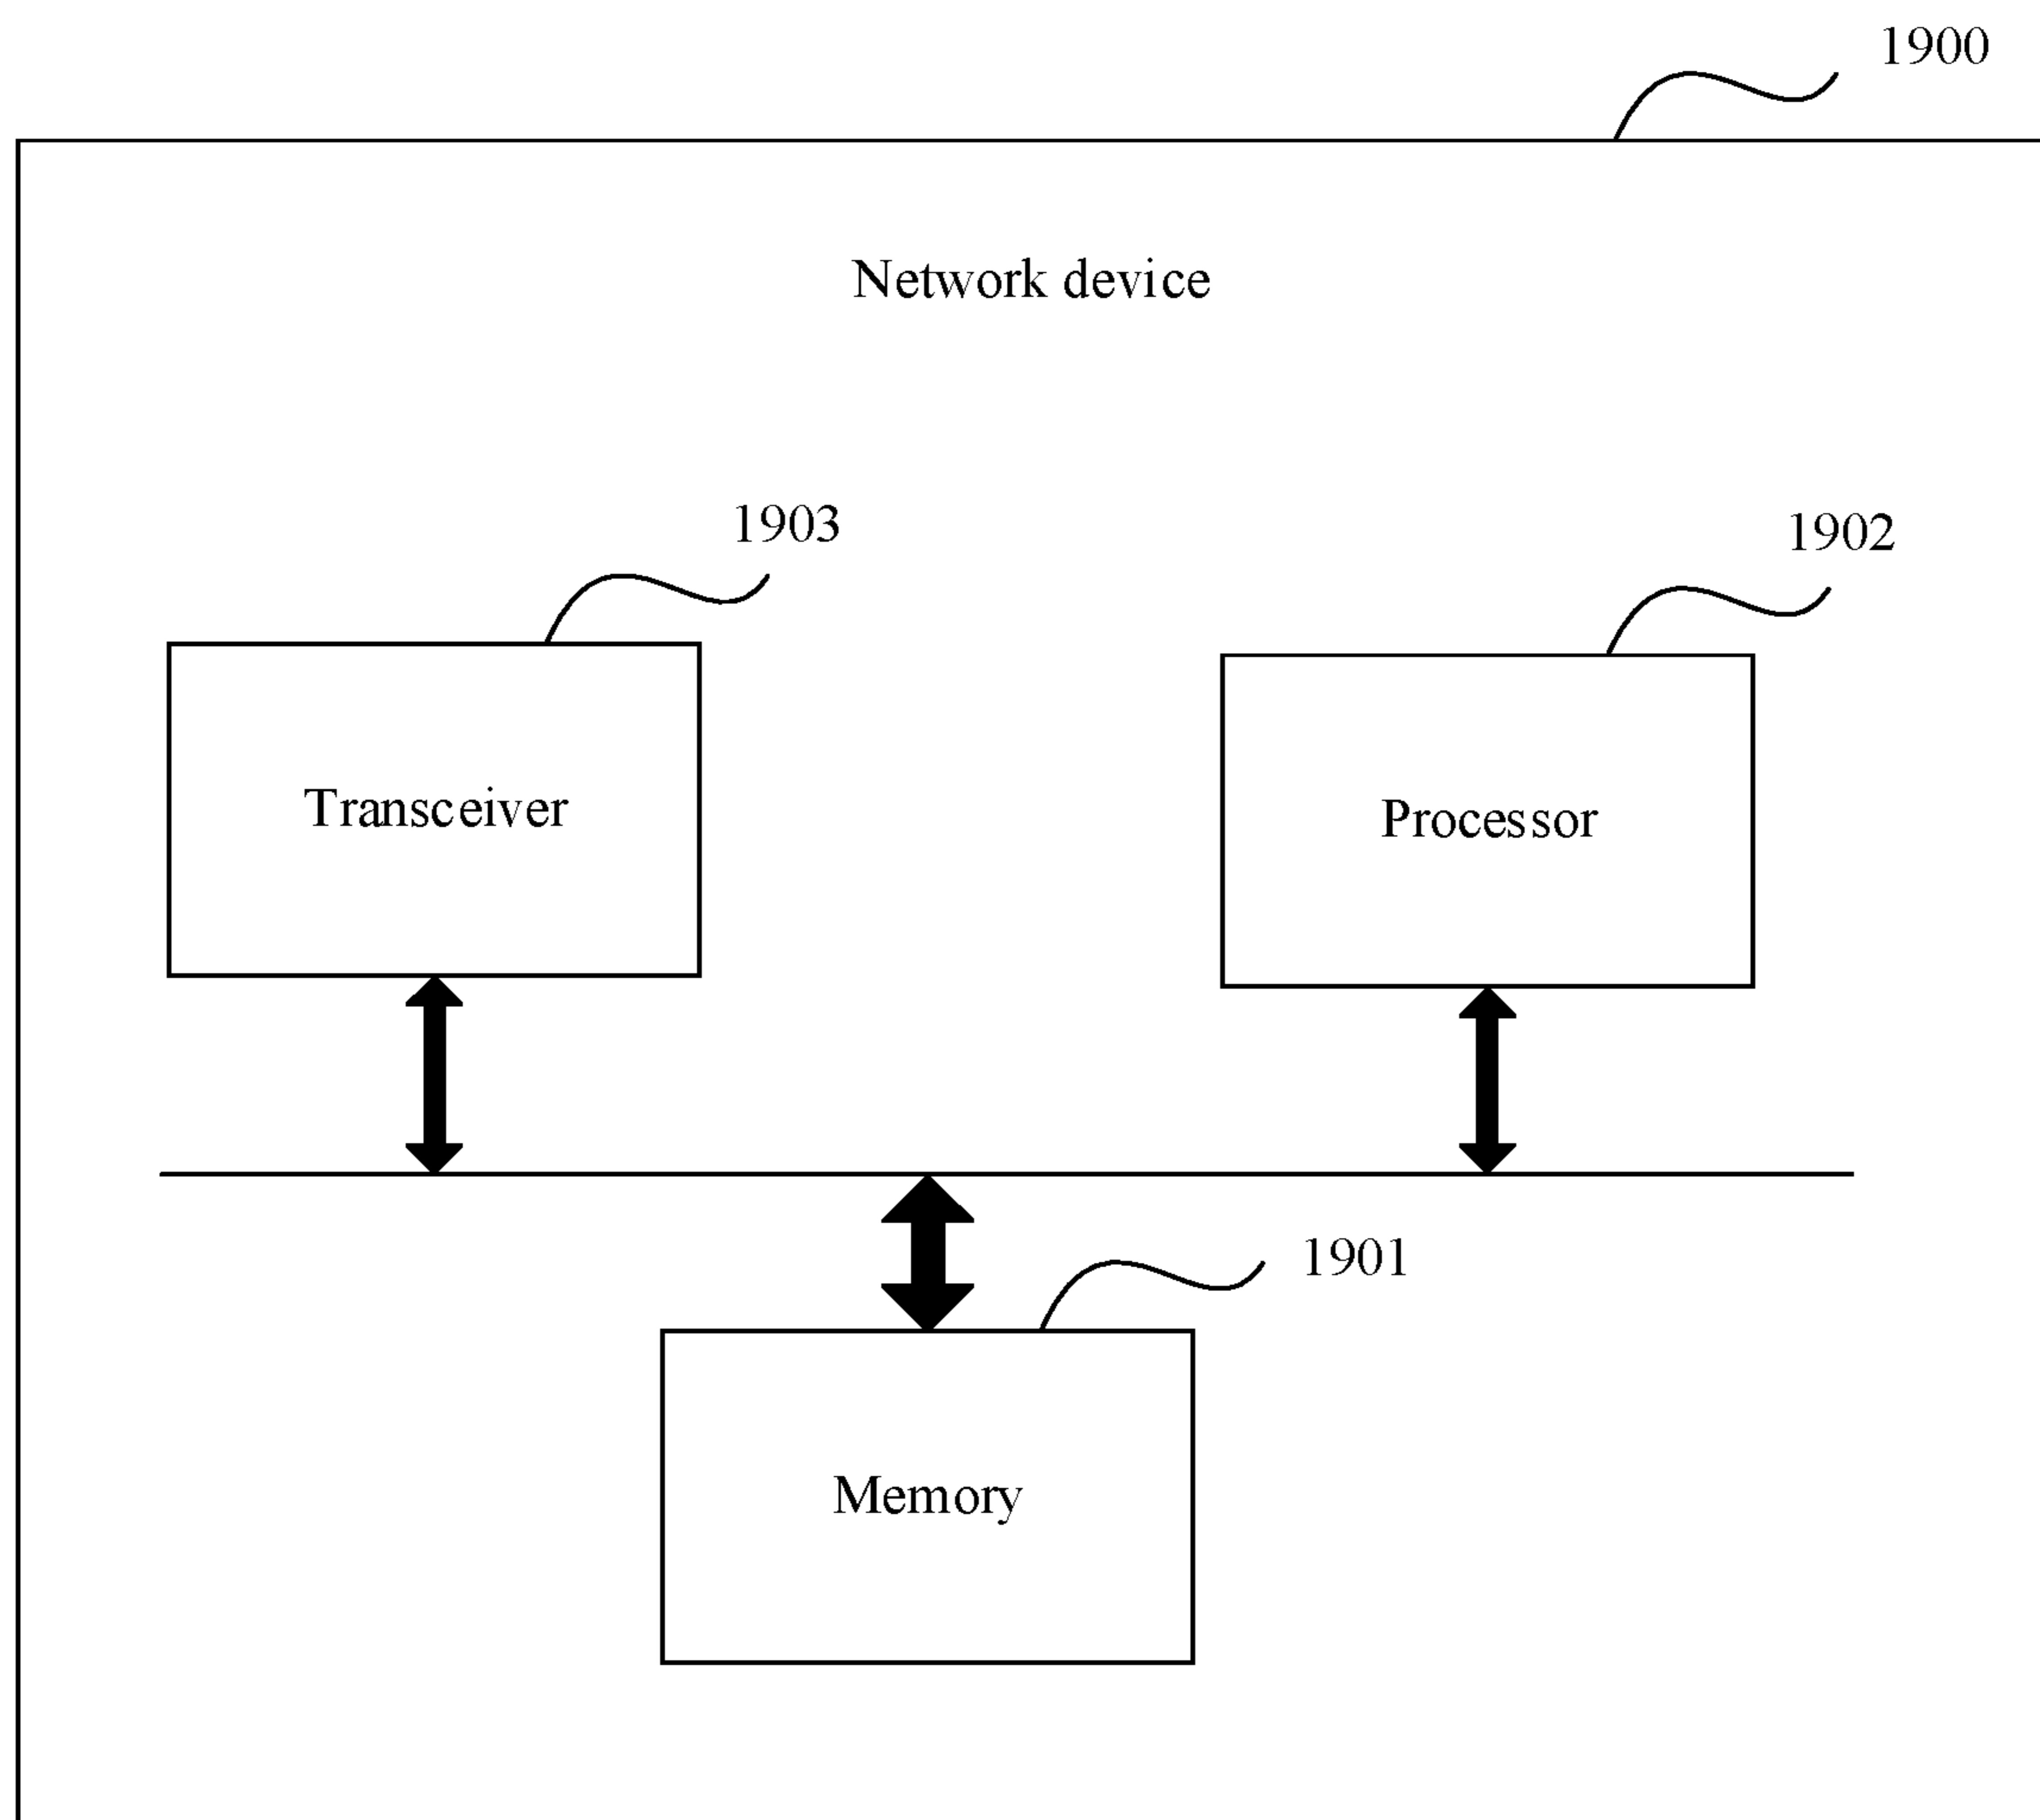 1900
Network device
1903
1902
Transceiver
Processor
1901
Memory